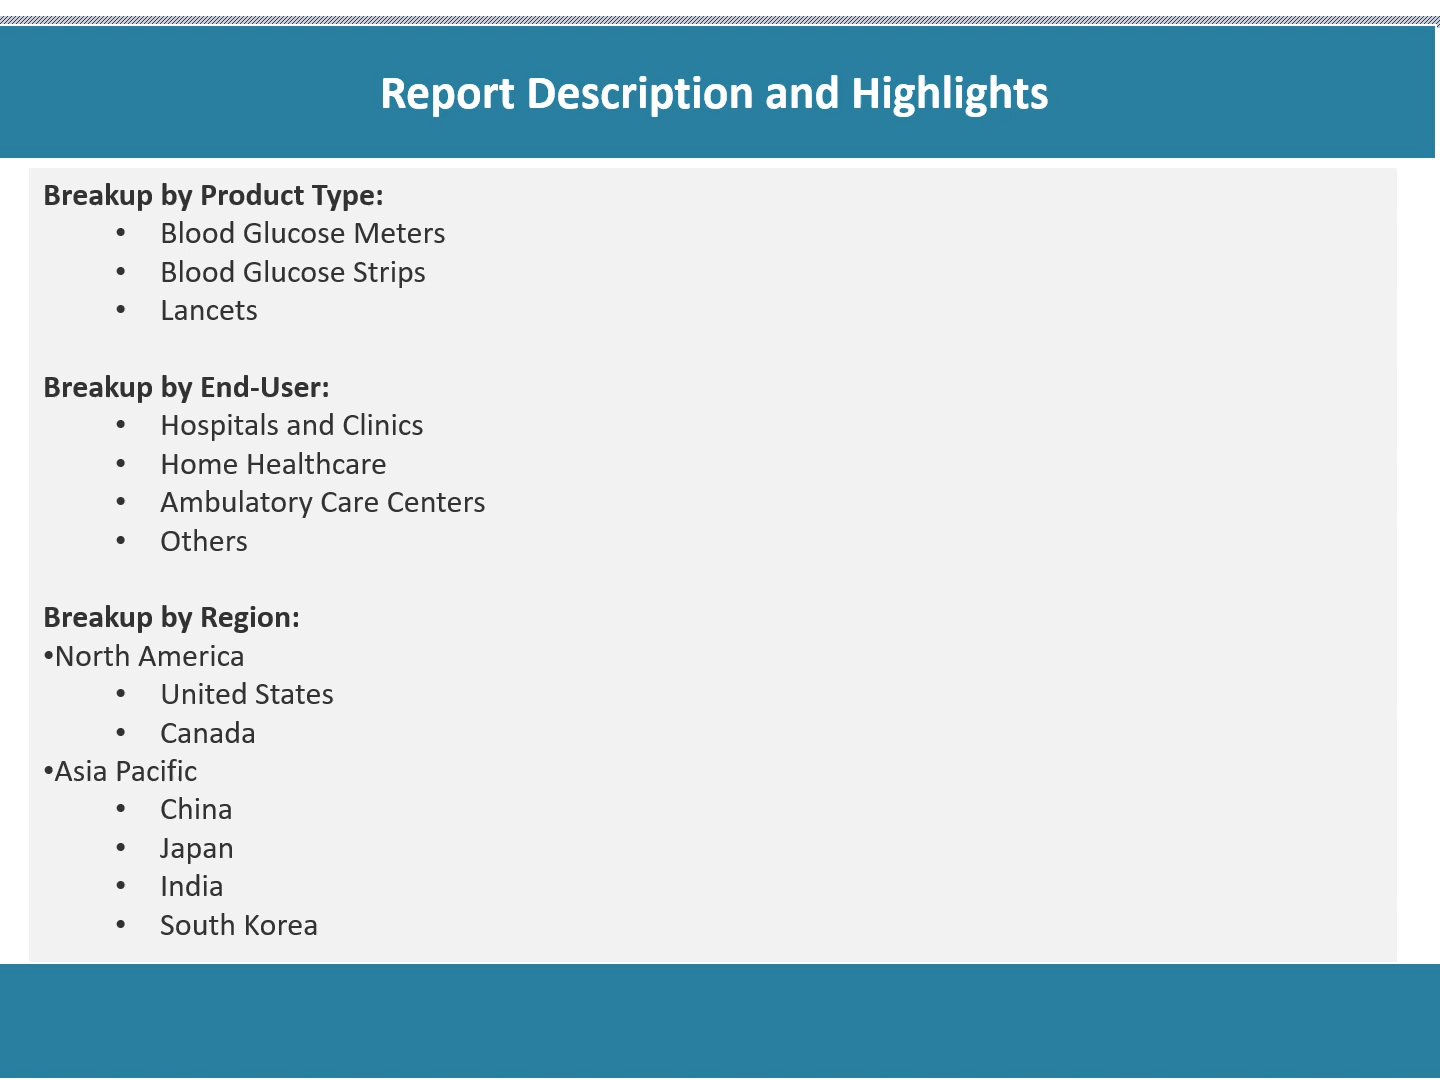 Report Description and Highlights
Breakup by Product Type:
• Blood Glucose Meters
• Blood Glucose Strips
• Lancets
Breakup by End-User:
• Hospitals and Clinics
• Home Healthcare
• Ambulatory Care Centers
• Others
Breakup by Region:
•North America
• United States
• Canada
•Asia Pacific
• China
• Japan
• India
• South Korea